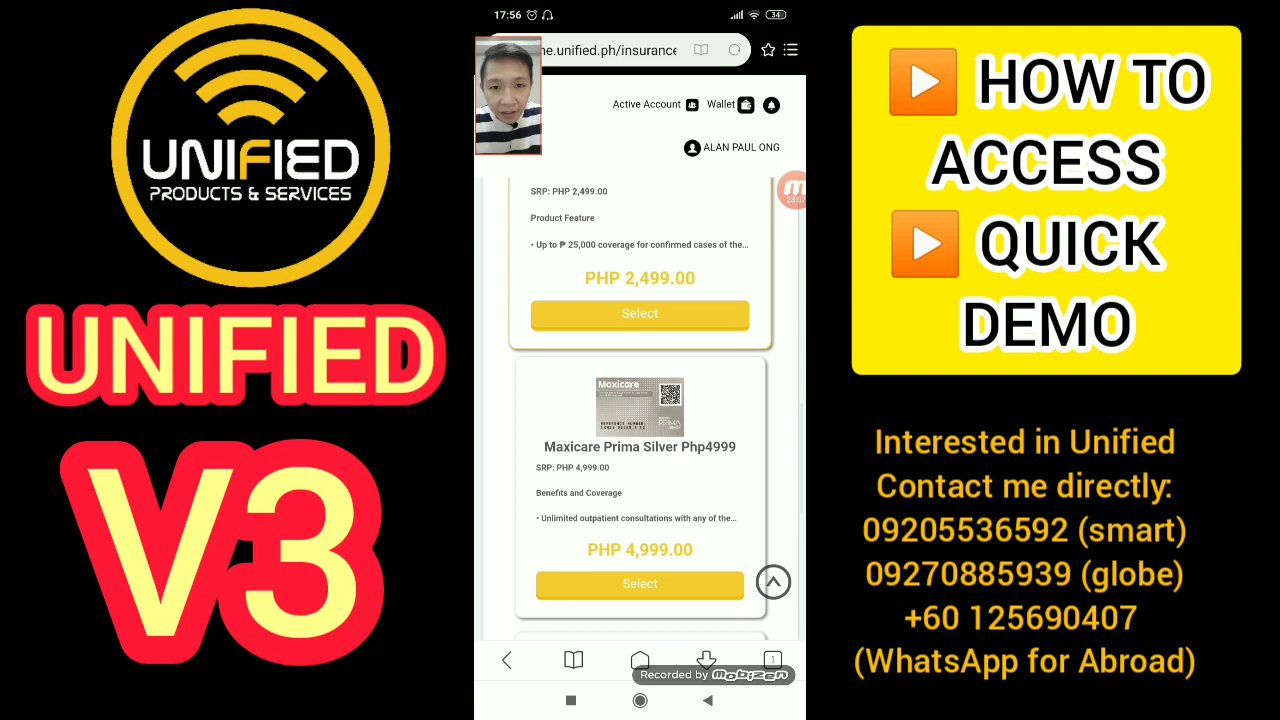 UNIFIED
PRODUCTS & SERVICES
UNIFIED
V3
17:56
34
ne.unified.ph/insurance
Active Account
Wallet
ALAN PAUL ONG
28:07
SRP: PHP 2,499.00
Product Feature
• Up to ₱ 25,000 coverage for confirmed cases of the...
PHP 2,499.00
Select
Maxicare
Maxicare Prima Silver Php4999
SRP: PHP 4,999.00
Benefits and Coverage
• Unlimited outpatient consultations with any of the...
PHP 4,999.00
Select
1
Recorded by mobizen
HOW TO
ACCESS
QUICK
DEMO
Interested in Unified
Contact me directly:
09205536592 (smart)
09270885939 (globe)
+60 125690407
(WhatsApp for Abroad)